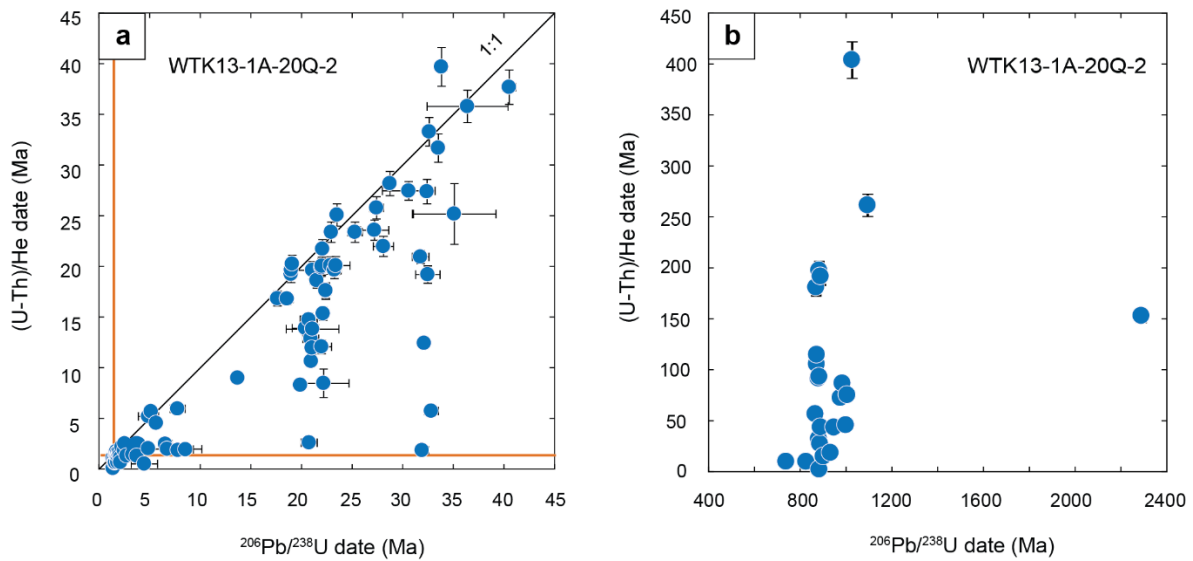 a
WTK13-1A-20Q-2
1:1
(U-Th)/He date (Ma)
45
40
35
30
25
20
15
10
5
0
0 5 10 15 20 25 30 35 40 45
²⁰⁶Pb/²³⁸U date (Ma)
b
WTK13-1A-20Q-2
(U-Th)/He date (Ma)
450
400
350
300
250
200
150
100
50
0
400 800 1200 1600 2000 2400
²⁰⁶Pb/²³⁸U date (Ma)